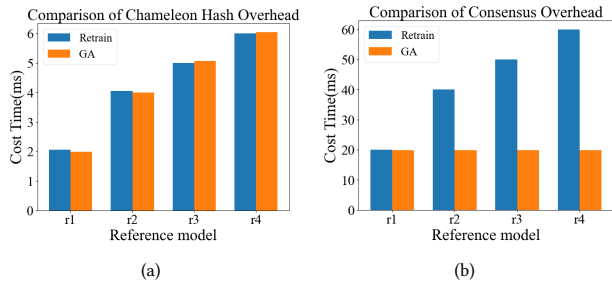 Comparison of Chameleon Hash Overhead
Retrain
GA
Cost Time(ms)
6
5
4
3
2
1
0
r1 r2 r3 r4
Reference model
(a)
Comparison of Consensus Overhead
Retrain
GA
Cost Time(ms)
60
50
40
30
20
10
0
r1 r2 r3 r4
Reference model
(b)